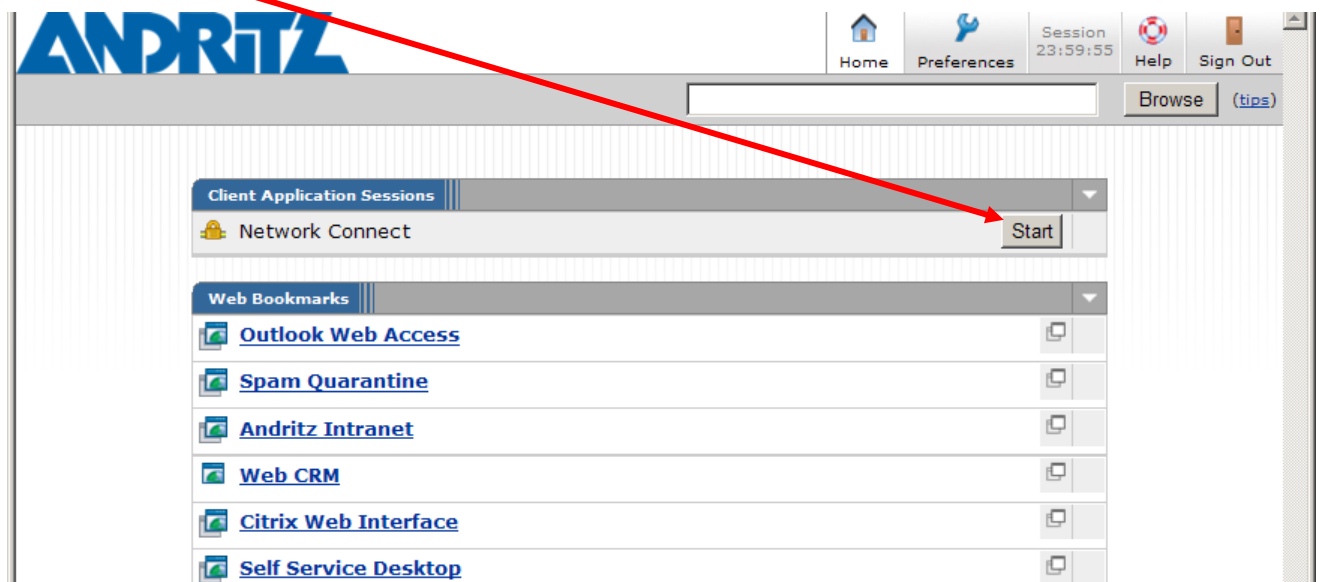 ANDRITZ
Home Preferences Session 23:59:55 Help Sign Out
Browse (tips)
Client Application Sessions
Network Connect Start
Web Bookmarks
Outlook Web Access
Spam Quarantine
Andritz Intranet
Web CRM
Citrix Web Interface
Self Service Desktop